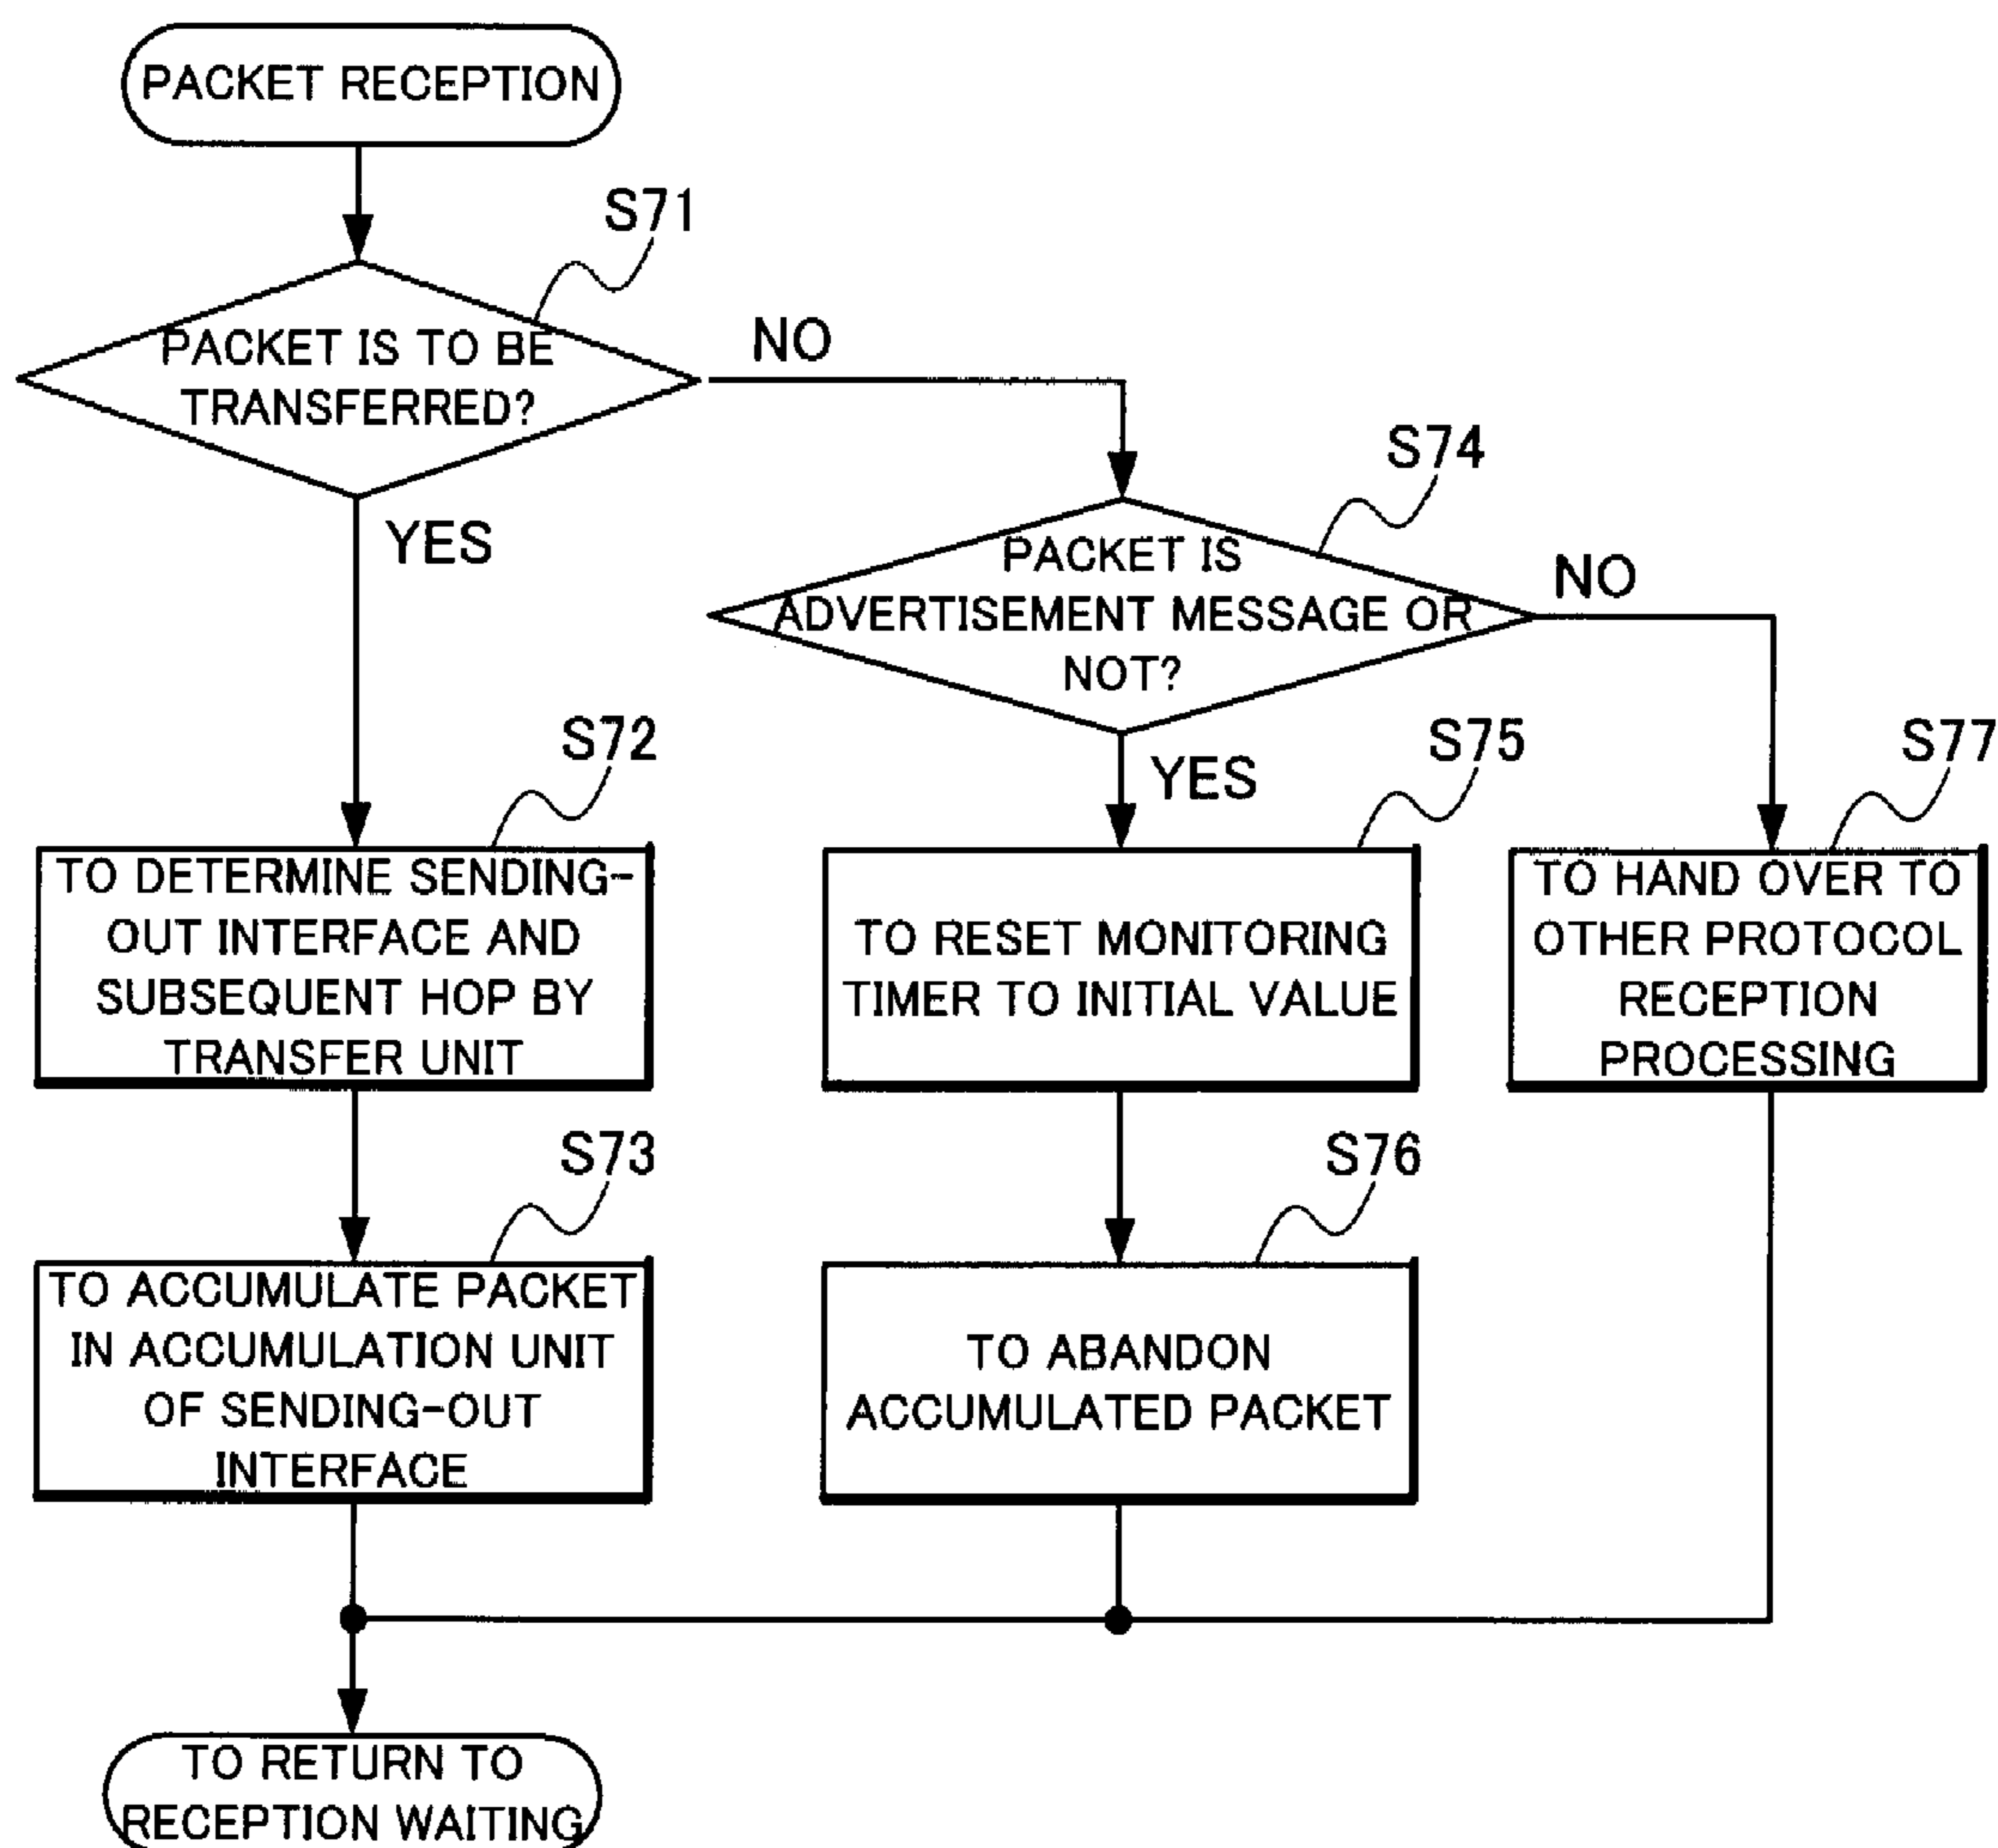 PACKET RECEPTION
S71
PACKET IS TO BE
TRANSFERRED?
NO
YES
S74
PACKET IS
ADVERTISEMENT MESSAGE OR
NOT?
NO
YES
S72
TO DETERMINE SENDING-
OUT INTERFACE AND
SUBSEQUENT HOP BY
TRANSFER UNIT
S75
TO RESET MONITORING
TIMER TO INITIAL VALUE
S77
TO HAND OVER TO
OTHER PROTOCOL
RECEPTION
PROCESSING
S73
TO ACCUMULATE PACKET
IN ACCUMULATION UNIT
OF SENDING-OUT
INTERFACE
S76
TO ABANDON
ACCUMULATED PACKET
TO RETURN TO
RECEPTION WAITING